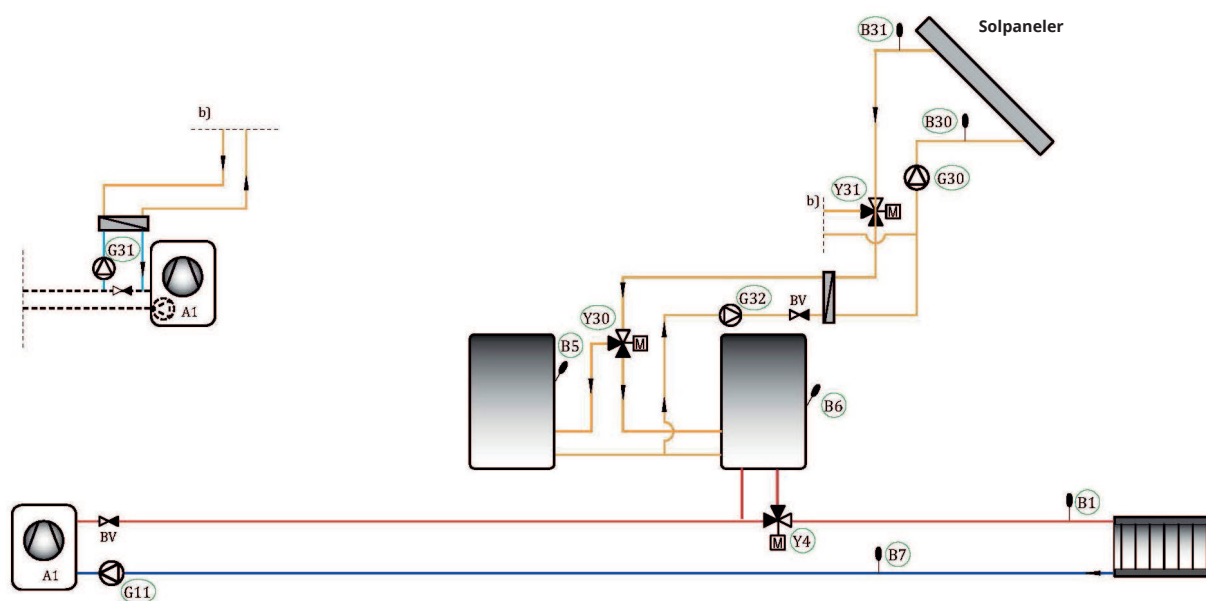 Solpaneler
B31
B30
b)
G30
Y31
b)
M
G31
A1
G32
BV
Y30
M
B5
B6
B1
BV
Y4
M
B7
A1
G11